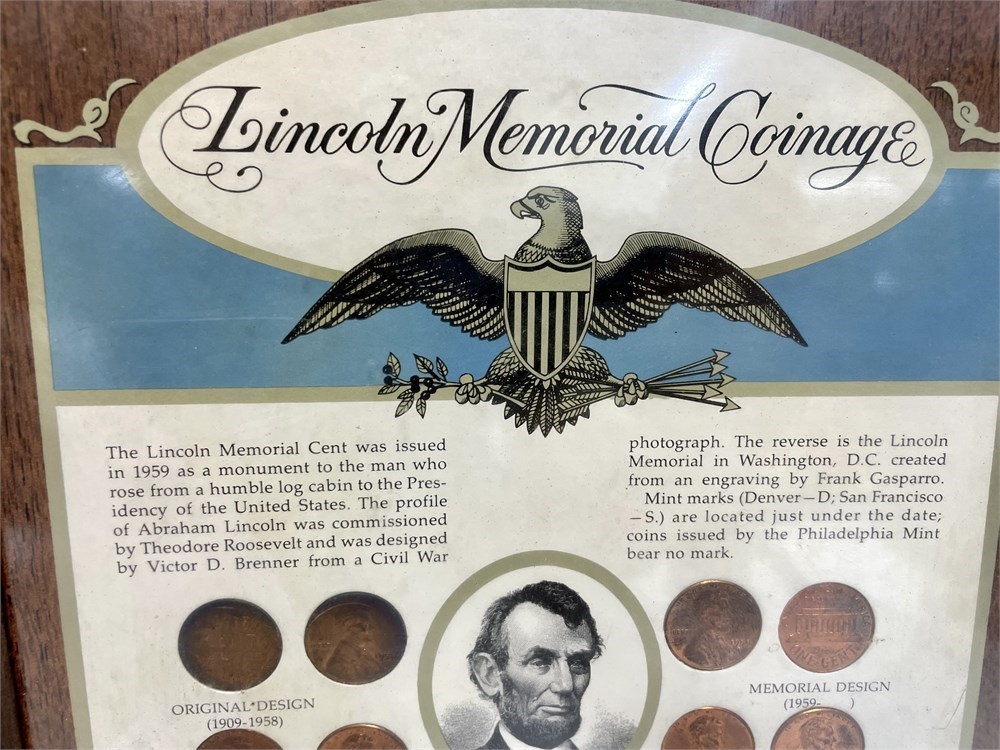 Lincoln Memorial Coinage
The Lincoln Memorial Cent was issued
in 1959 as a monument to the man who
rose from a humble log cabin to the Pres-
idency of the United States. The profile
of Abraham Lincoln was commissioned
by Theodore Roosevelt and was designed
by Victor D. Brenner from a Civil War
photograph. The reverse is the Lincoln
Memorial in Washington, D.C. created
from an engraving by Frank Gasparro.
Mint marks (Denver—D; San Francisco
—S.) are located just under the date;
coins issued by the Philadelphia Mint
bear no mark.
ORIGINAL DESIGN
(1909-1958)
ONE CENT
MEMORIAL DESIGN
(1959- )